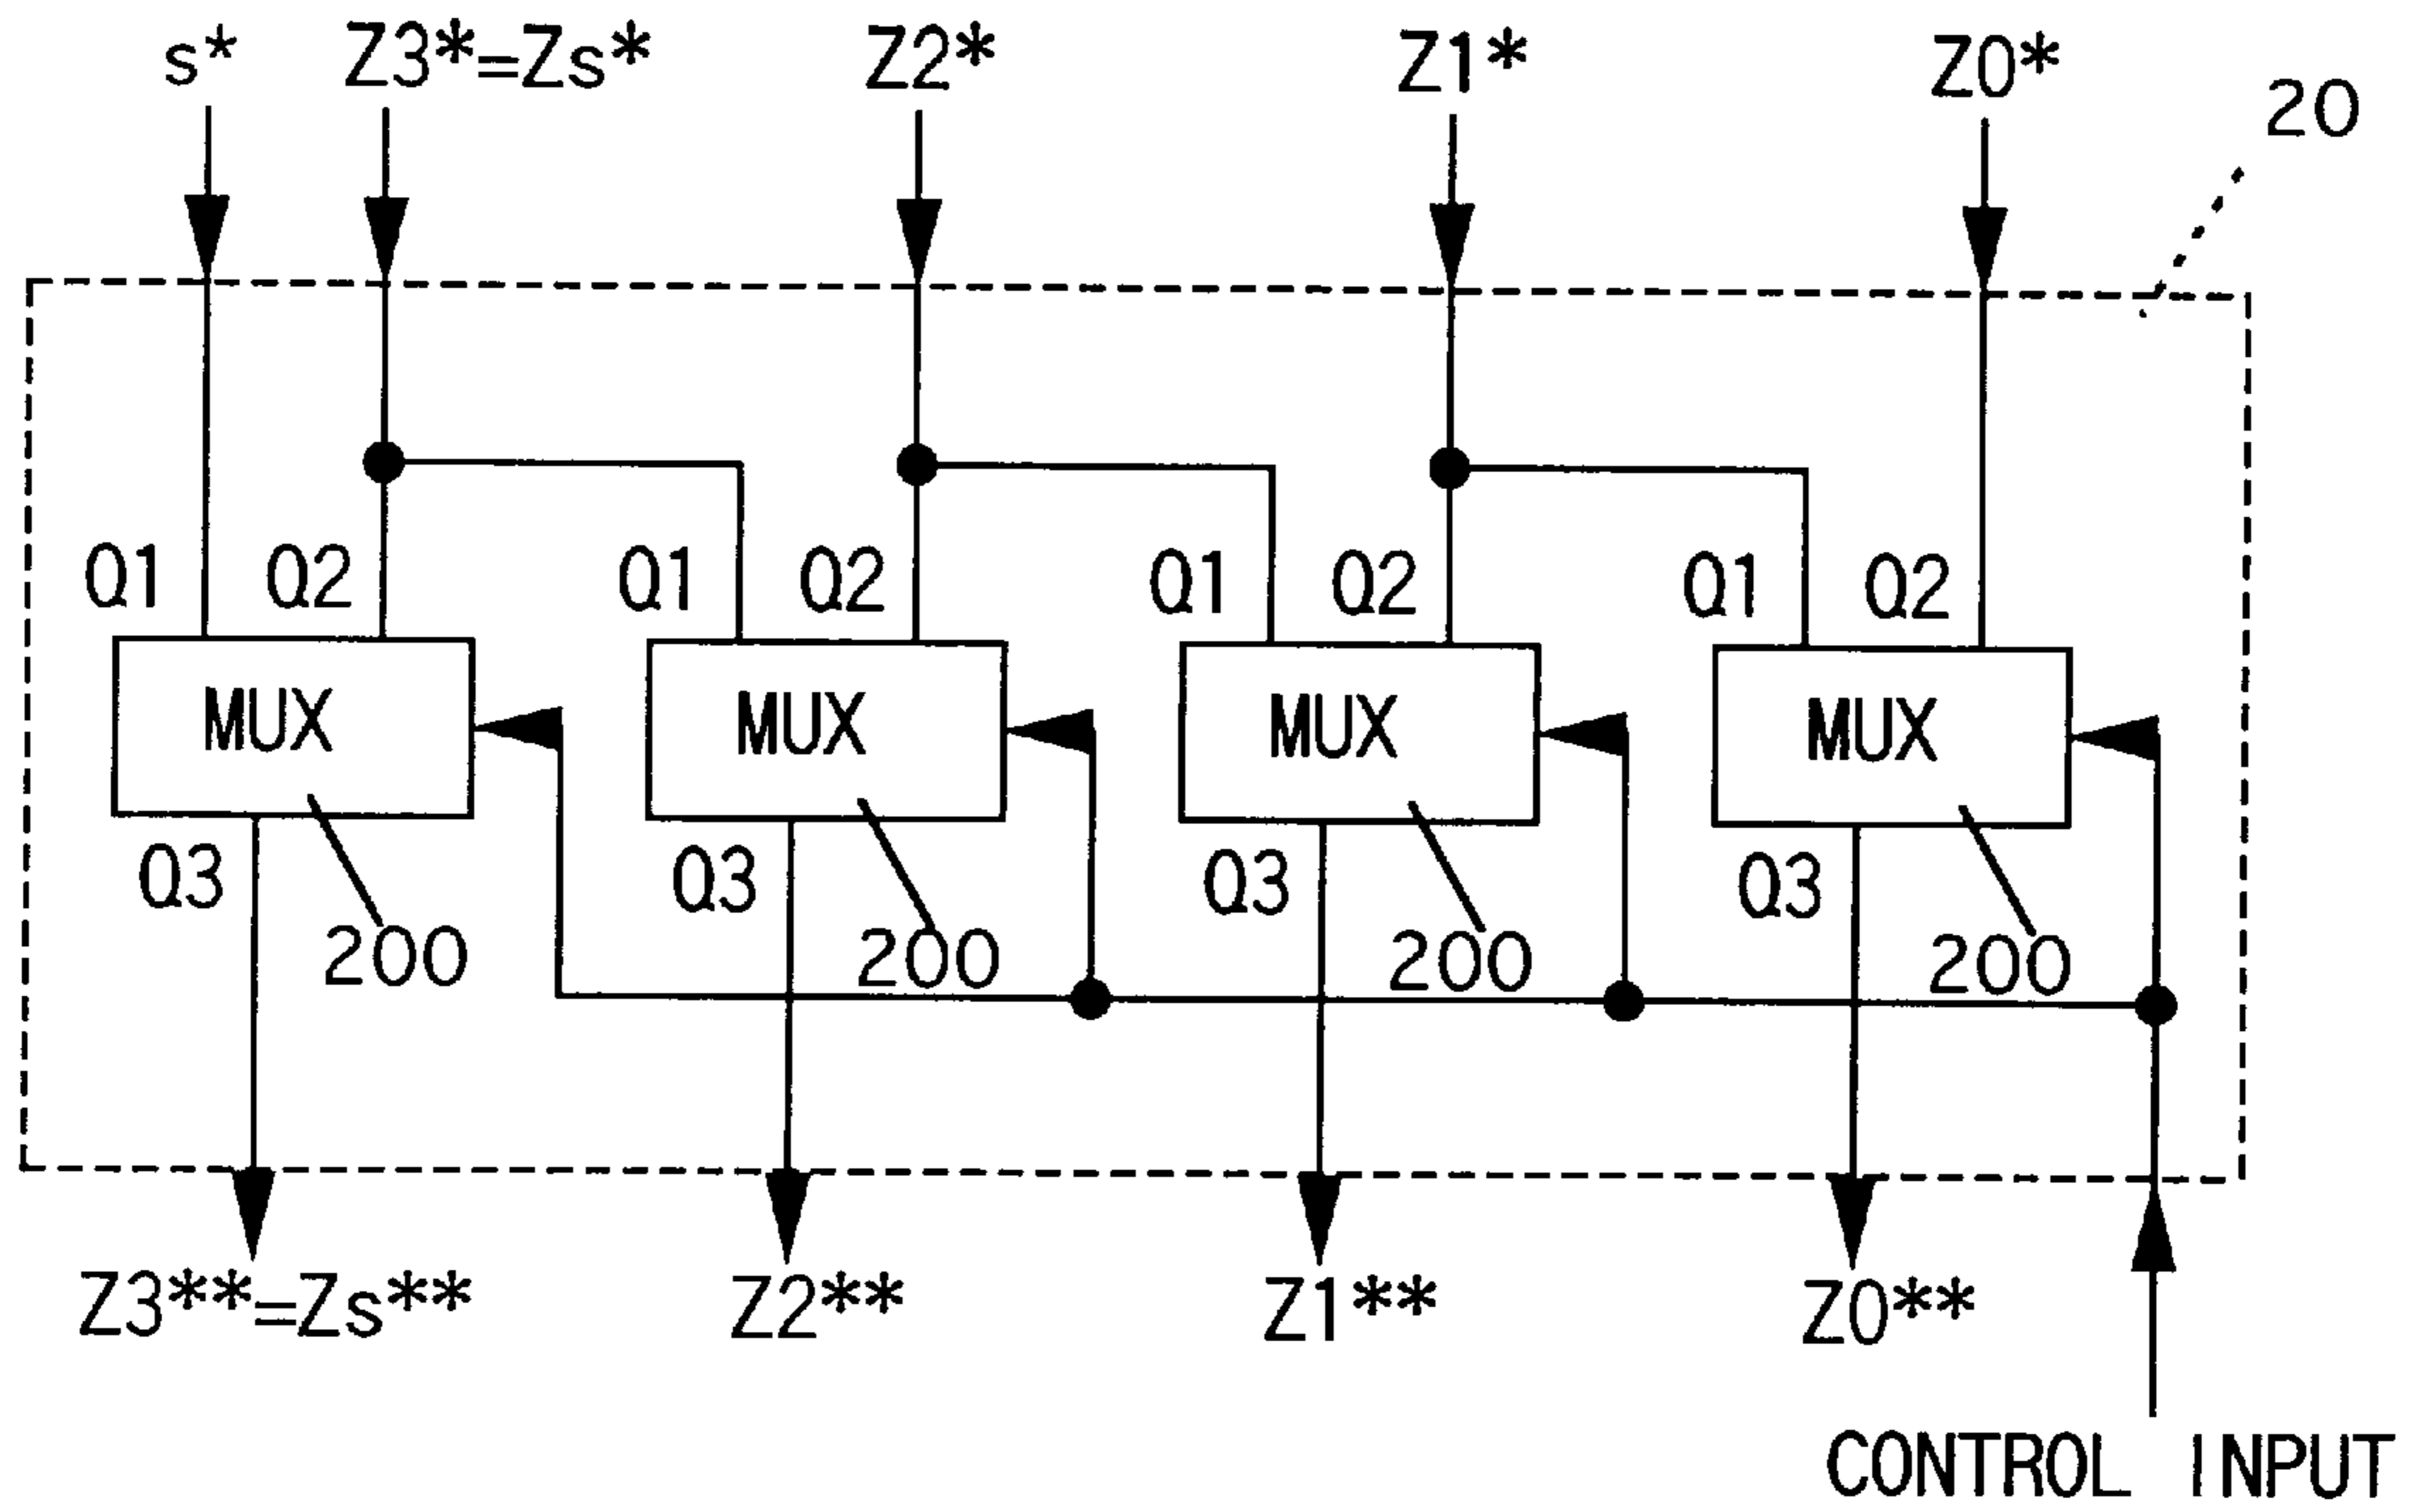 s* Z3*=Zs* Z2* Z1* Z0*
20
Q1 Q2 Q1 Q2 Q1 Q2 Q1 Q2
MUX MUX MUX MUX
Q3 Q3 Q3 Q3
200 200 200 200
Z3**=Zs** Z2** Z1** Z0**
CONTROL INPUT